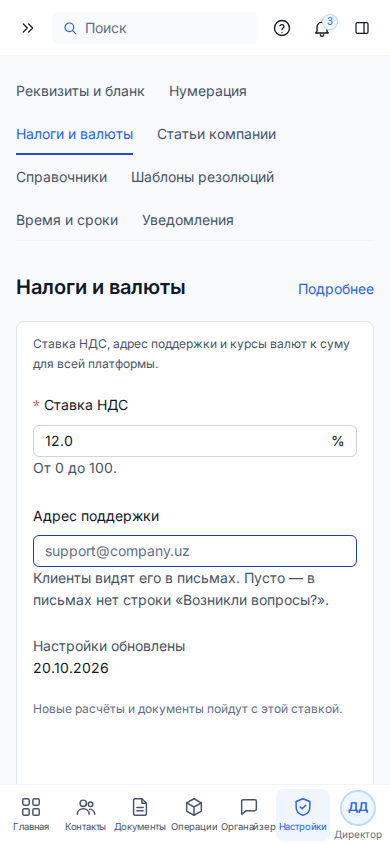 Поиск
3
Реквизиты и бланк Нумерация
Налоги и валюты Статьи компании
Справочники Шаблоны резолюций
Время и сроки Уведомления
Налоги и валюты Подробнее
Ставка НДС, адрес поддержки и курсы валют к суму
для всей платформы.
* Ставка НДС
12.0 %
От 0 до 100.
Адрес поддержки
support@company.uz
Клиенты видят его в письмах. Пусто — в
письмах нет строки «Возникли вопросы?».
Настройки обновлены
20.10.2026
Новые расчёты и документы пойдут с этой ставкой.
ДД
Главная Контакты Документы Операции Органайзер Настройки Директор